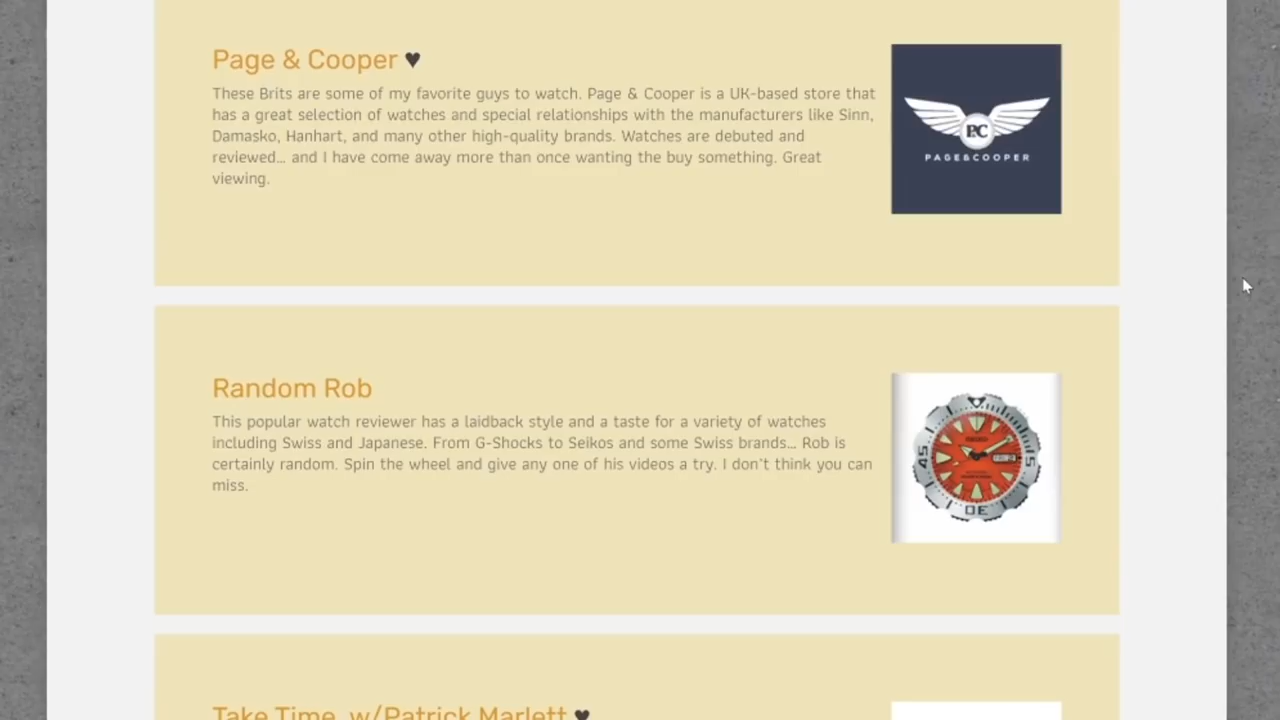 Page & Cooper ♥
These Brits are some of my favorite guys to watch. Page & Cooper is a UK-based store that
has a great selection of watches and special relationships with the manufacturers like Sinn,
Damasko, Hanhart, and many other high-quality brands. Watches are debuted and
reviewed... and I have come away more than once wanting the buy something. Great
viewing.
P&C
PAGE&COOPER
Random Rob
This popular watch reviewer has a laidback style and a taste for a variety of watches
including Swiss and Japanese. From G-Shocks to Seikos and some Swiss brands... Rob is
certainly random. Spin the wheel and give any one of his videos a try. I don't think you can
miss.
SEIKO
45
15
30
Take Time, w/Patrick Marlett ♥